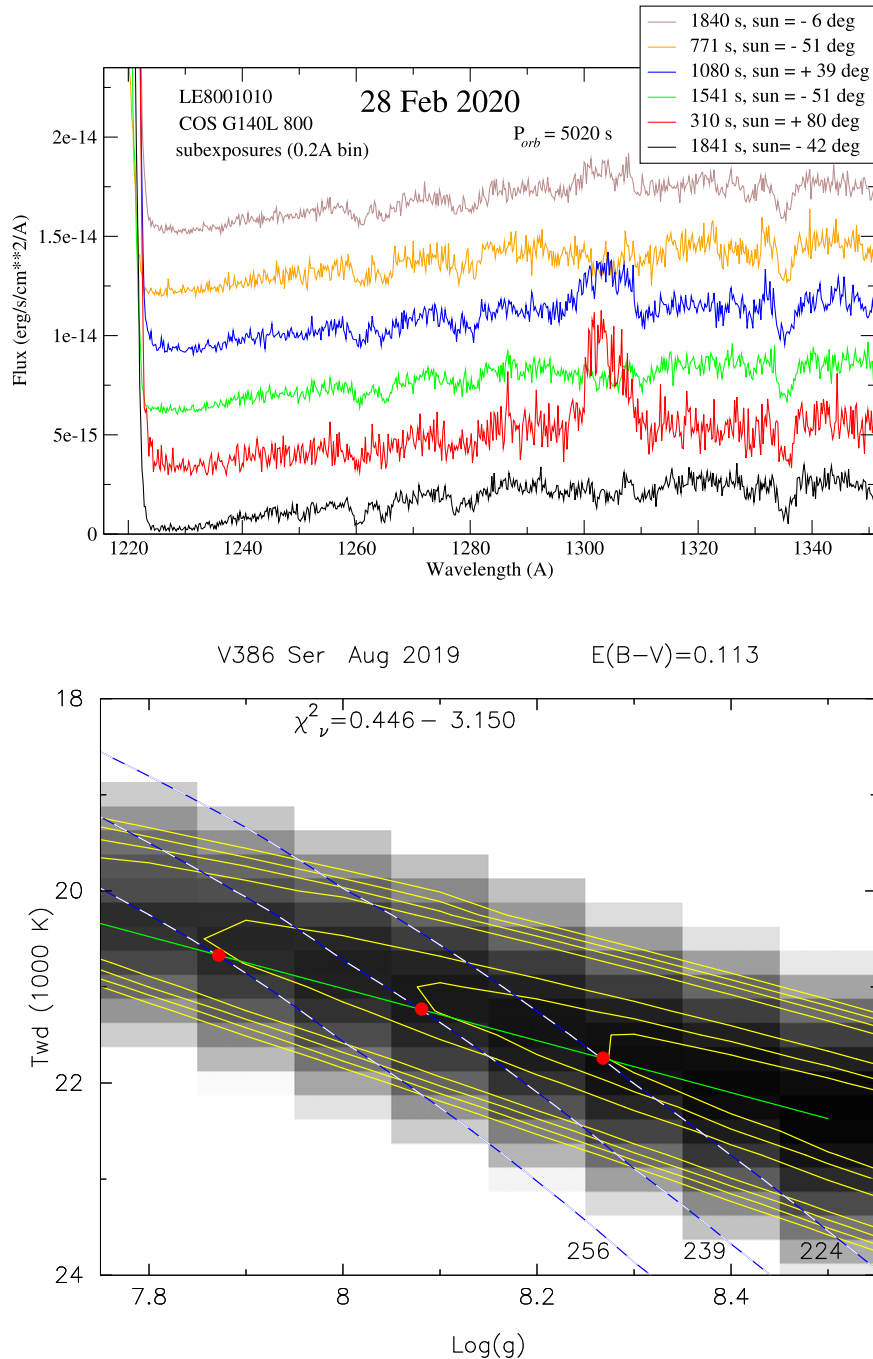 1840 s, sun = - 6 deg
771 s, sun = - 51 deg
1080 s, sun = + 39 deg
1541 s, sun = - 51 deg
310 s, sun = + 80 deg
1841 s, sun= - 42 deg
LE8001010
28 Feb 2020
COS G140L 800
P_orb = 5020 s
subexposures (0.2A bin)
Flux (erg/s/cm**2/A)
2e-14
1.5e-14
1e-14
5e-15
0
1220 1240 1260 1280 1300 1320 1340
Wavelength (A)
V386 Ser Aug 2019 E(B−V)=0.113
χ²ᵥ=0.446− 3.150
Twd (1000 K)
18
20
22
24
256 239 224
7.8 8 8.2 8.4
Log(g)